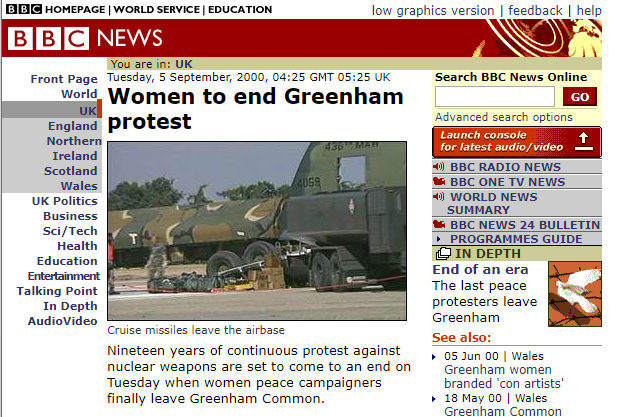 BBC HOMEPAGE | WORLD SERVICE | EDUCATION
low graphics version | feedback | help
BBC NEWS
You are in: UK
Front Page
World
UK
England
Northern
Ireland
Scotland
Wales
UK Politics
Business
Sci/Tech
Health
Education
Entertainment
Talking Point
In Depth
AudioVideo
Tuesday, 5 September, 2000, 04:25 GMT 05:25 UK
Women to end Greenham
protest
436TH MAW
4059
Cruise missiles leave the airbase
Nineteen years of continuous protest against
nuclear weapons are set to come to an end on
Tuesday when women peace campaigners
finally leave Greenham Common.
Search BBC News Online
GO
Advanced search options
Launch console
for latest audio/video
BBC RADIO NEWS
BBC ONE TV NEWS
WORLD NEWS
SUMMARY
BBC NEWS 24 BULLETIN
PROGRAMMES GUIDE
IN DEPTH
End of an era
The last peace
protesters leave
Greenham
See also:
05 Jun 00 | Wales
Greenham women
branded 'con artists'
18 May 00 | Wales
Greenham Common